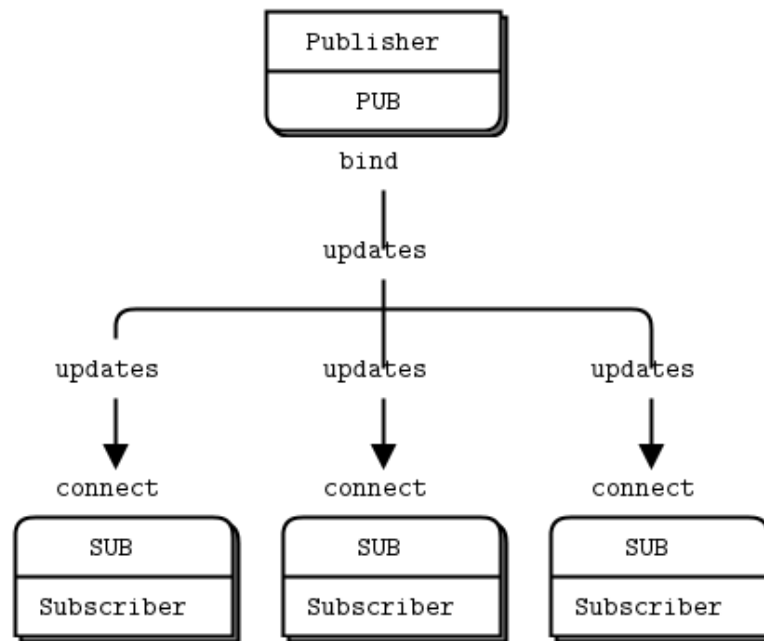 Publisher
PUB
bind
updates
updates updates updates
connect connect connect
SUB SUB SUB
Subscriber Subscriber Subscriber